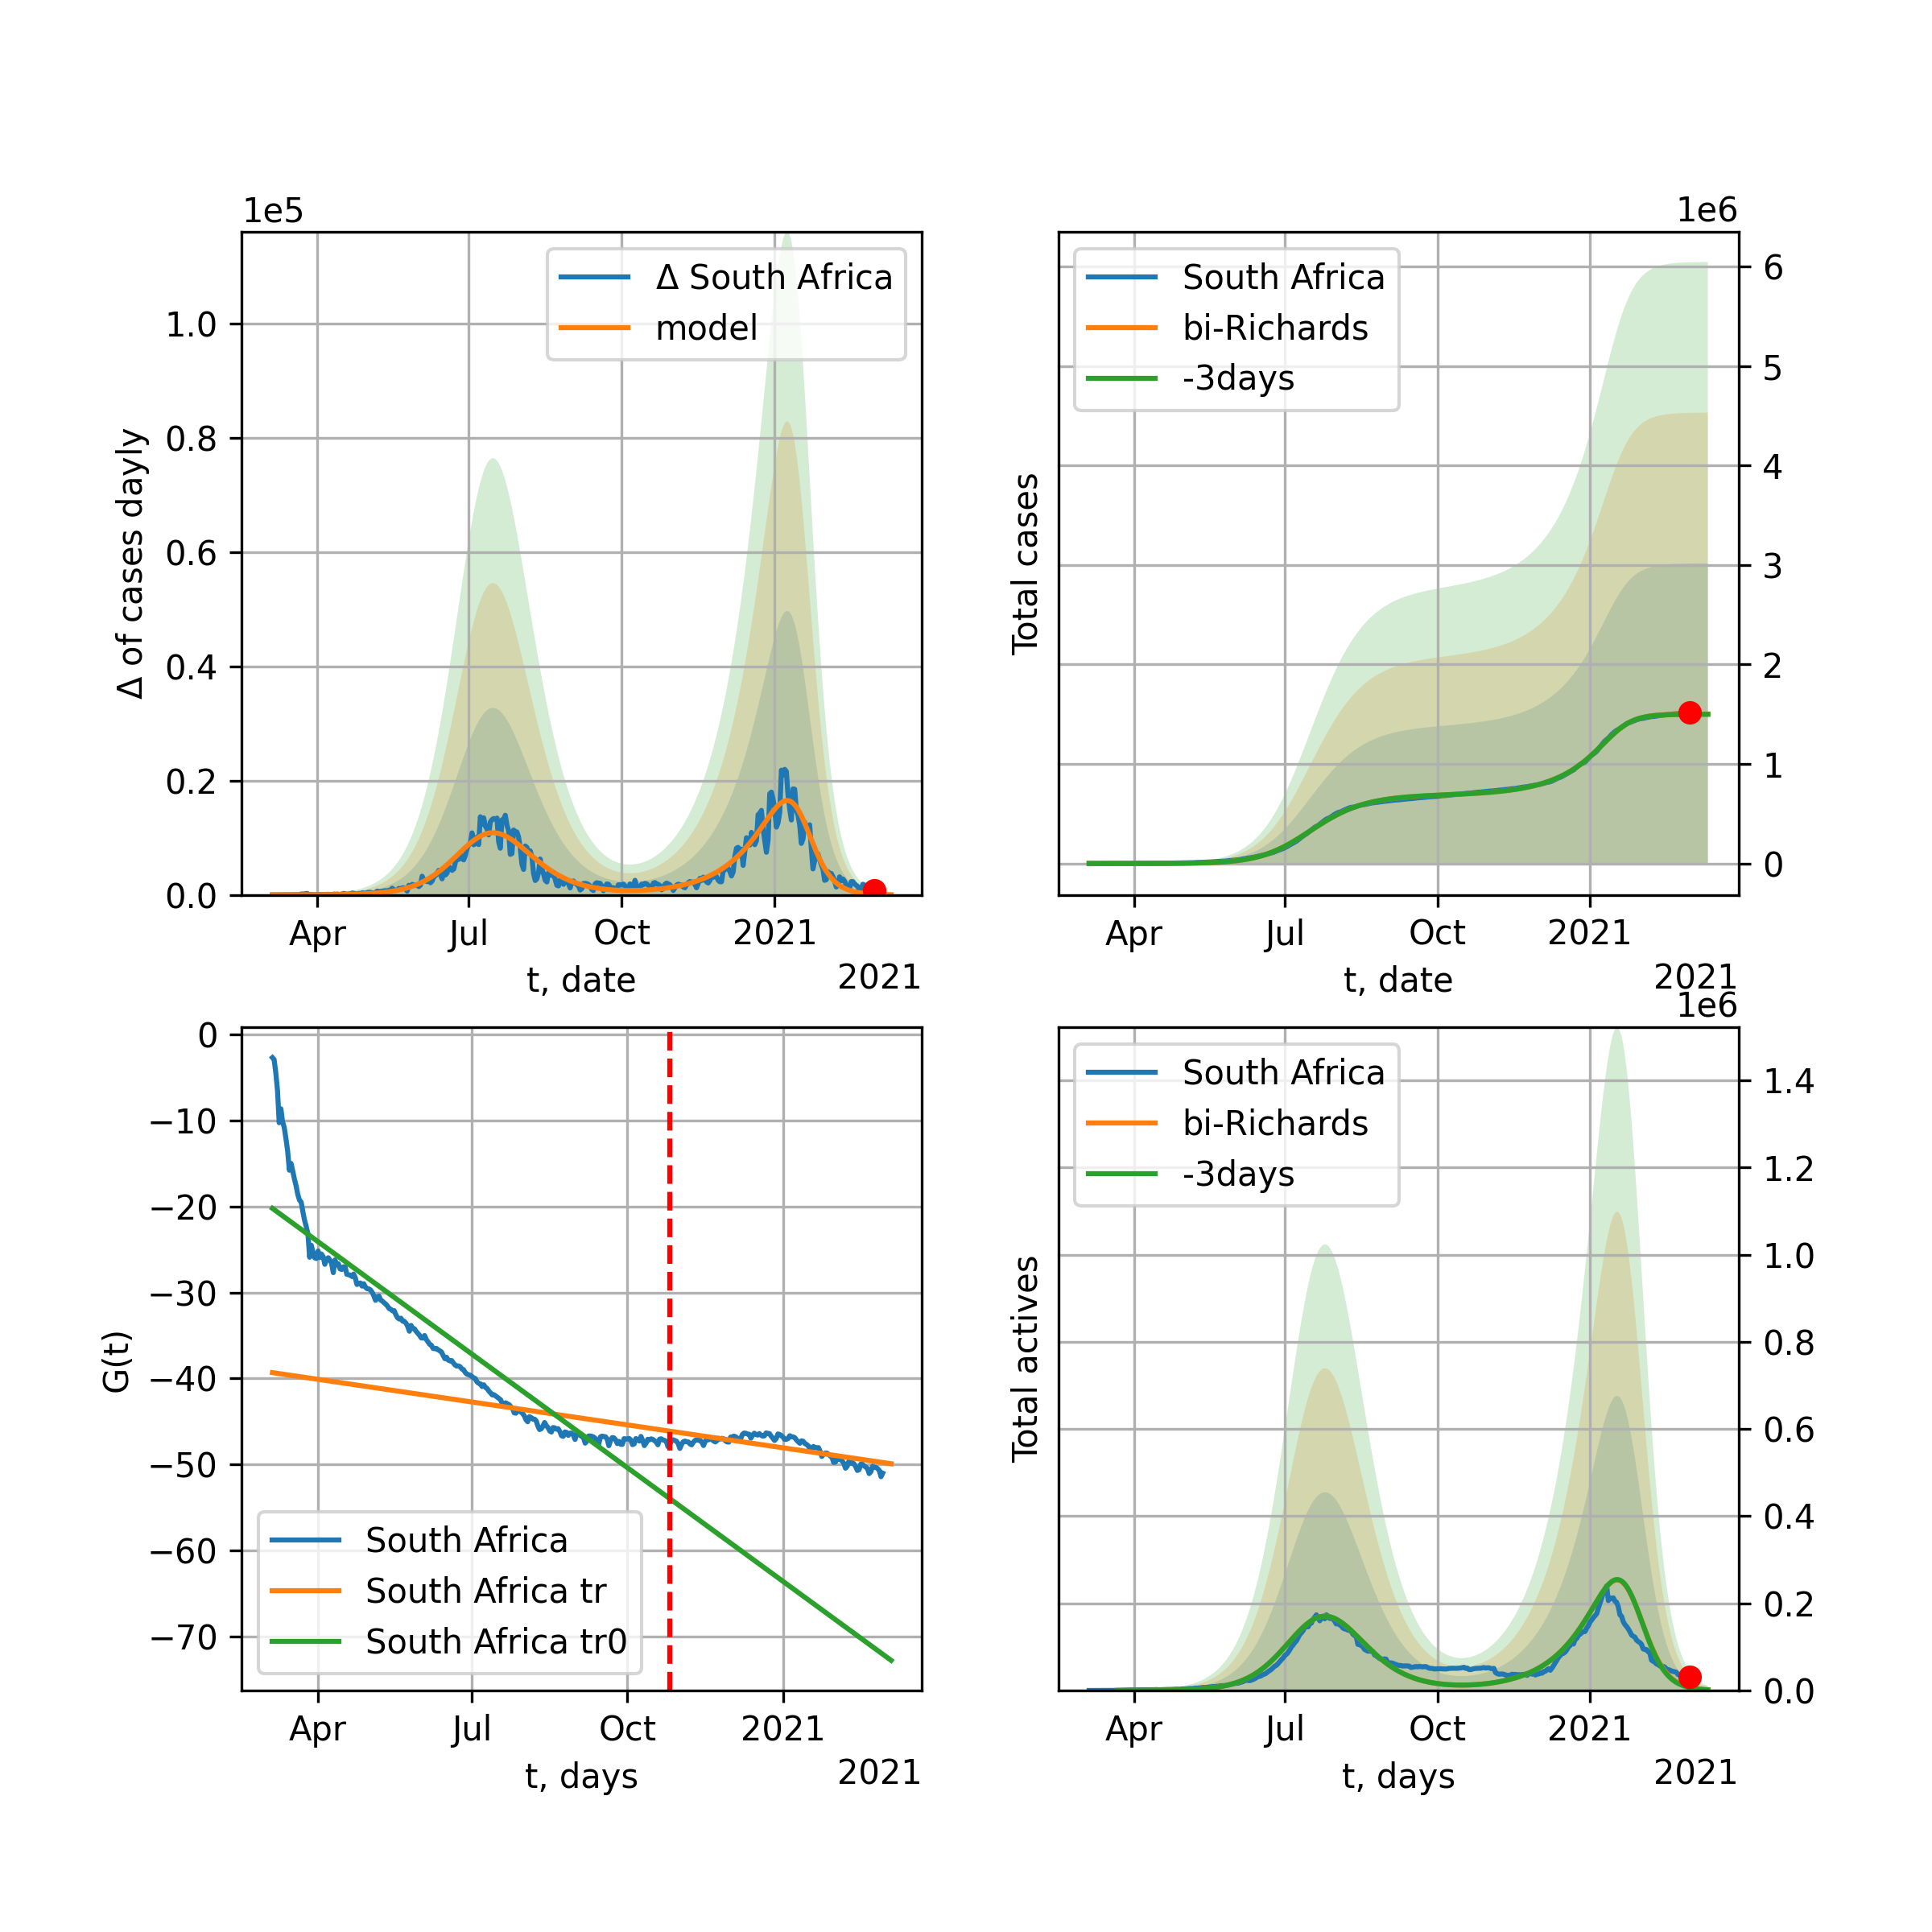 1e5
Δ of cases dayly
1.0
0.8
0.6
0.4
0.2
0.0
Δ South Africa
model
Apr Jul Oct 2021
t, date
2021
1e6
Total cases
6
5
4
3
2
1
0
South Africa
bi-Richards
-3days
Apr Jul Oct 2021
t, date
2021
G(t)
0
−10
−20
−30
−40
−50
−60
−70
South Africa
South Africa tr
South Africa tr0
Apr Jul Oct 2021
t, days
2021
1e6
Total actives
1.4
1.2
1.0
0.8
0.6
0.4
0.2
0.0
South Africa
bi-Richards
-3days
Apr Jul Oct 2021
t, days
2021